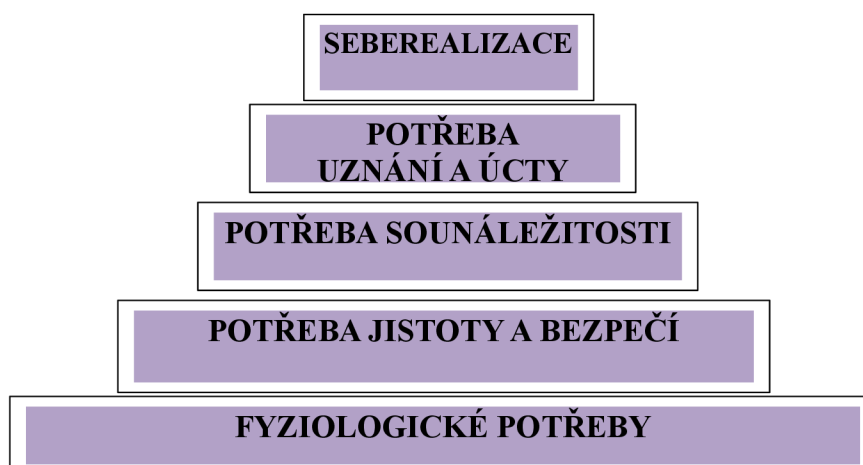 SEBEREALIZACE
POTŘEBA
UZNÁNÍ A ÚCTY
POTŘEBA SOUNÁLEŽITOSTI
POTŘEBA JISTOTY A BEZPEČÍ
FYZIOLOGICKÉ POTŘEBY